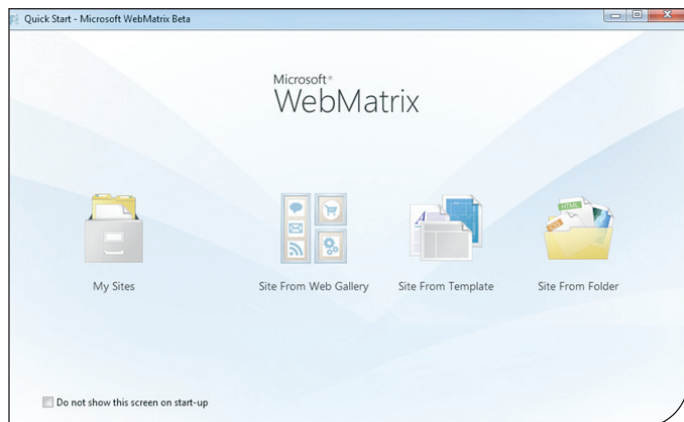 Quick Start - Microsoft WebMatrix Beta
Microsoft®
WebMatrix
My Sites
Site From Web Gallery
Site From Template
Site From Folder
HTML
Do not show this screen on start-up